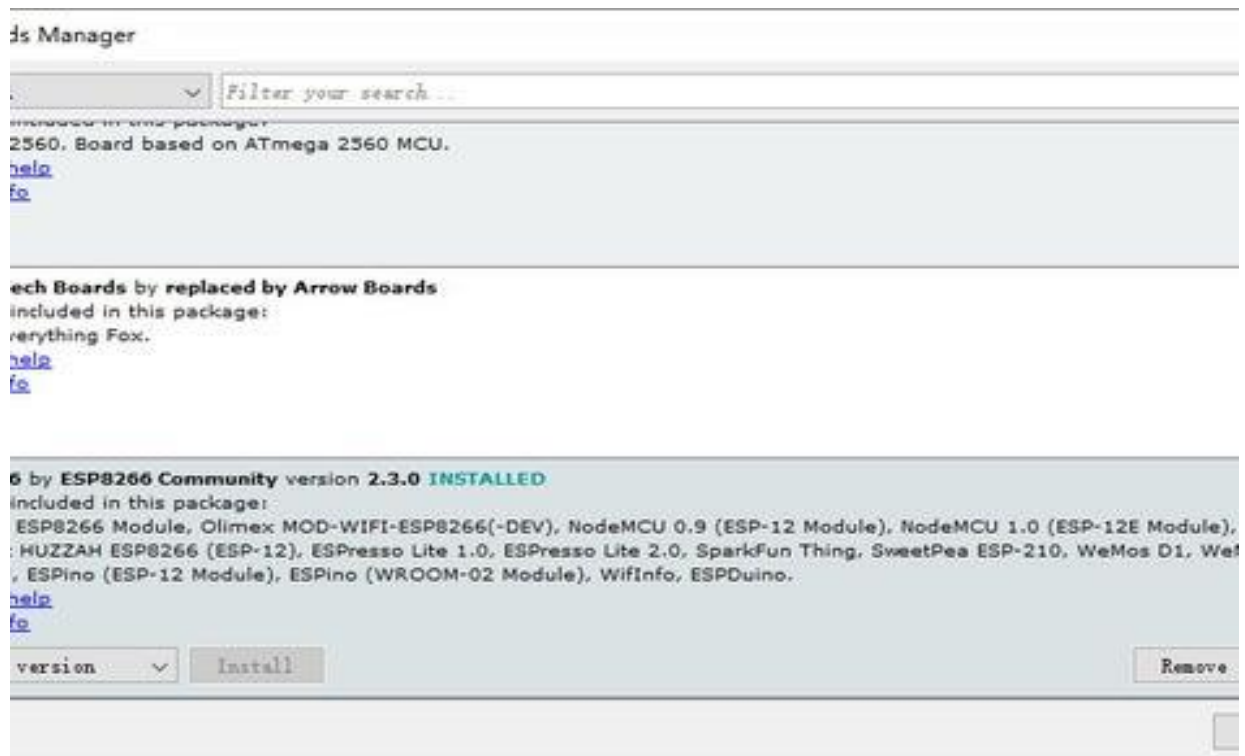 ds Manager
Filter your search...
included in this package:
2560. Board based on ATmega 2560 MCU.
help
fo
ech Boards by replaced by Arrow Boards
included in this package:
erything Fox.
help
fo
6 by ESP8266 Community version 2.3.0 INSTALLED
included in this package:
ESP8266 Module, Olimex MOD-WIFI-ESP8266(-DEV), NodeMCU 0.9 (ESP-12 Module), NodeMCU 1.0 (ESP-12E Module),
HUZZAH ESP8266 (ESP-12), ESPresso Lite 1.0, ESPresso Lite 2.0, SparkFun Thing, SweetPea ESP-210, WeMos D1, WeM
, ESPino (ESP-12 Module), ESPino (WROOM-02 Module), WifInfo, ESPDuino.
help
fo
version Install Remove